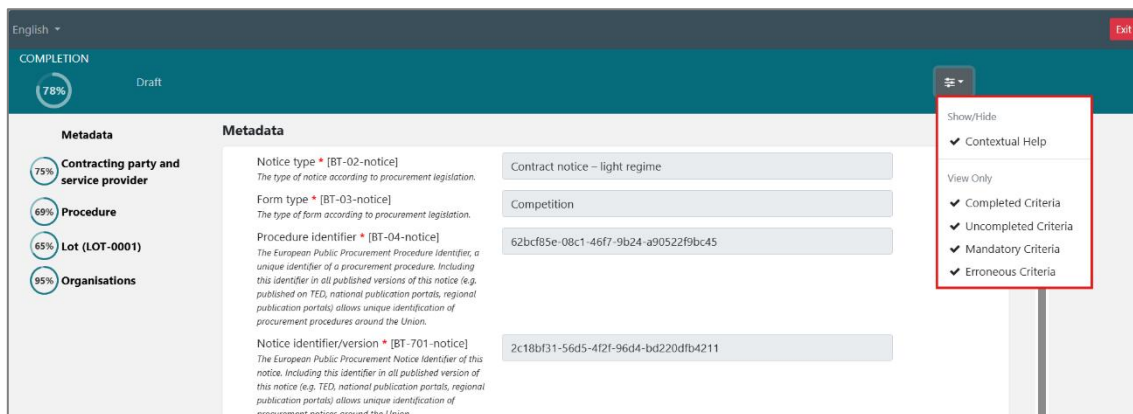 English
Exit
COMPLETION
78%
Draft
Show/Hide
✔ Contextual Help
View Only
✔ Completed Criteria
✔ Uncompleted Criteria
✔ Mandatory Criteria
✔ Erroneous Criteria
Metadata
75% Contracting party and
service provider
69% Procedure
65% Lot (LOT-0001)
95% Organisations
Metadata
Notice type * [BT-02-notice]
The type of notice according to procurement legislation.
Contract notice – light regime
Form type * [BT-03-notice]
The type of form according to procurement legislation.
Competition
Procedure identifier * [BT-04-notice]
The European Public Procurement Procedure Identifier, a
unique identifier of a procurement procedure. Including
this identifier in all published versions of this notice (e.g.
published on TED, national publication portals, regional
publication portals) allows unique identification of
procurement procedures around the Union.
62bcf85e-08c1-46f7-9b24-a90522f9bc45
Notice identifier/version * [BT-701-notice]
The European Public Procurement Notice Identifier of this
notice. Including this identifier in all published version of
this notice (e.g. TED, national publication portals, regional
publication portals) allows unique identification of
procurement notices around the Union.
2c18bf31-56d5-4f2f-96d4-bd220dfb4211